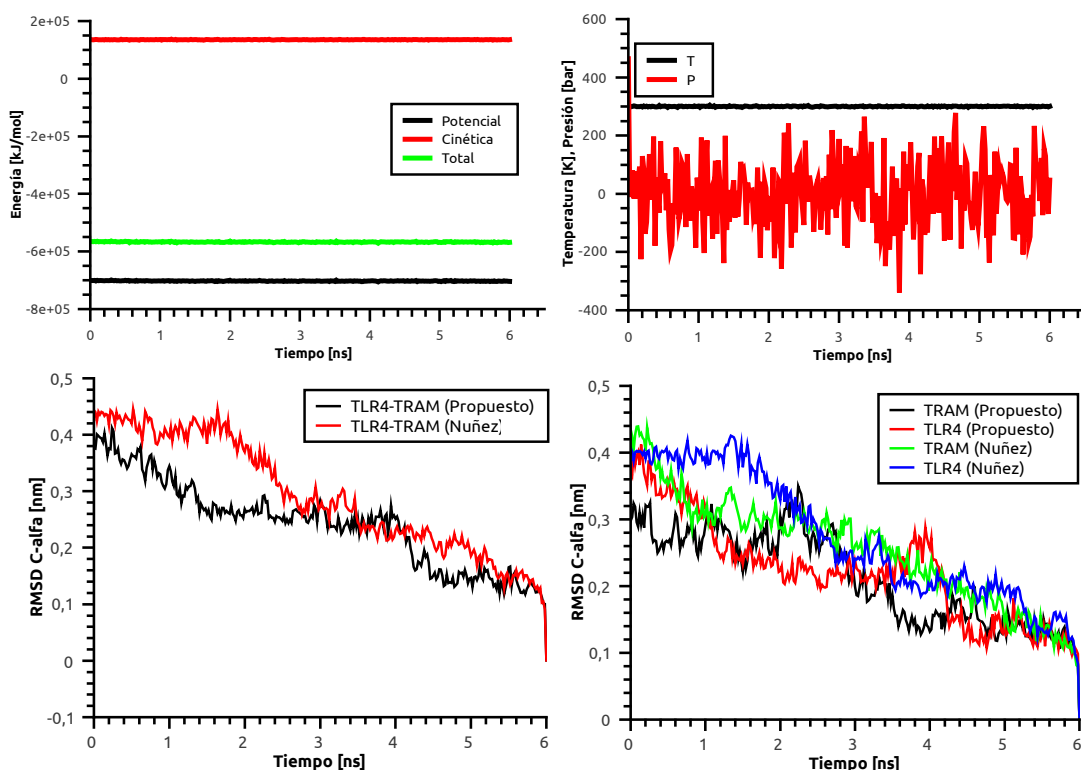 2e+05
0
-2e+05
-4e+05
-6e+05
-8e+05
Energía [kJ/mol]
Potencial
Cinética
Total
0 1 2 3 4 5 6
Tiempo [ns]
600
400
200
0
-200
-400
Temperatura [K], Presión [bar]
T
P
0 1 2 3 4 5 6
Tiempo [ns]
0,5
0,4
0,3
0,2
0,1
0
-0,1
RMSD C-alfa [nm]
TLR4-TRAM (Propuesto)
TLR4-TRAM (Nuñez)
0 1 2 3 4 5 6
Tiempo [ns]
0,5
0,4
0,3
0,2
0,1
0
RMSD C-alfa [nm]
TRAM (Propuesto)
TLR4 (Propuesto)
TRAM (Nuñez)
TLR4 (Nuñez)
0 1 2 3 4 5 6
Tiempo [ns]